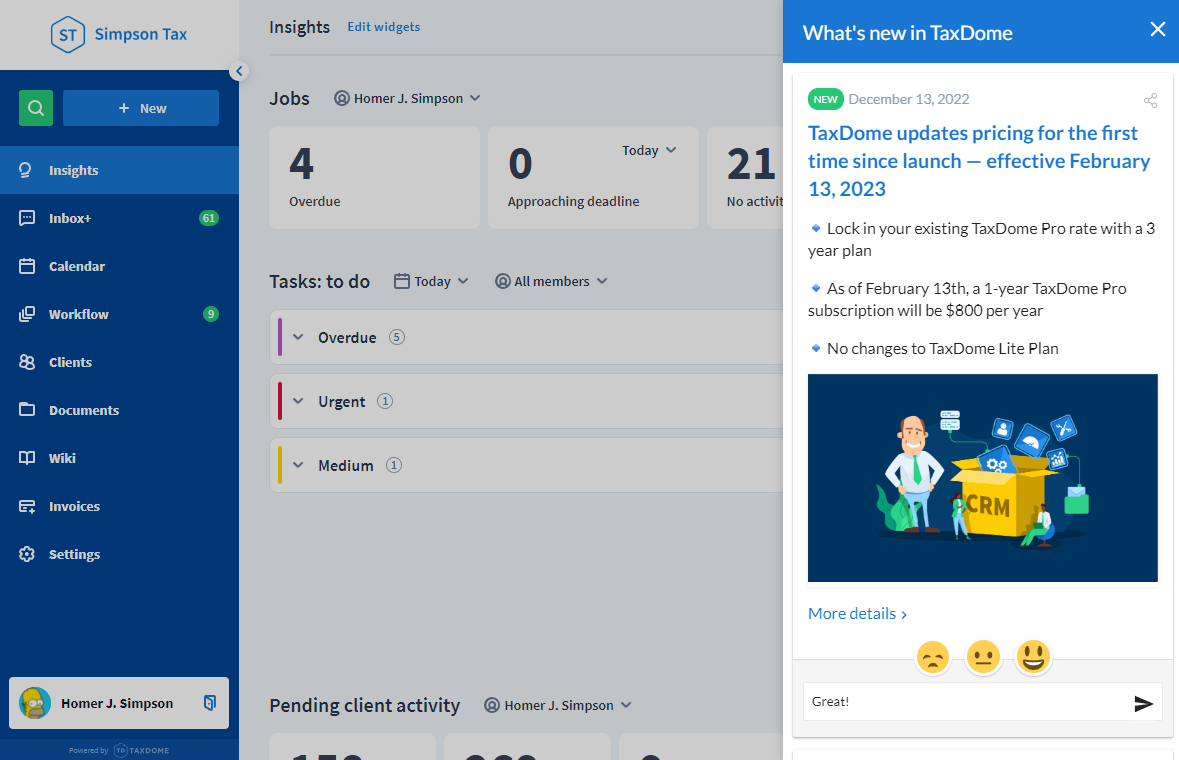 ST Simpson Tax
New
Insights
Inbox+ 61
Calendar
Workflow 9
Clients
Documents
Wiki
Invoices
Settings
Homer J. Simpson
Powered by TD TAXDOME
Insights Edit widgets
Jobs Homer J. Simpson
4
Overdue
0 Today
Approaching deadline
21
No activit
Tasks: to do Today All members
Overdue 5
Urgent 1
Medium 1
Pending client activity Homer J. Simpson
What's new in TaxDome
NEW December 13, 2022
TaxDome updates pricing for the first
time since launch — effective February
13, 2023
🔹 Lock in your existing TaxDome Pro rate with a 3
year plan
🔹 As of February 13th, a 1-year TaxDome Pro
subscription will be $800 per year
🔹 No changes to TaxDome Lite Plan
CRM
More details ›
Great!